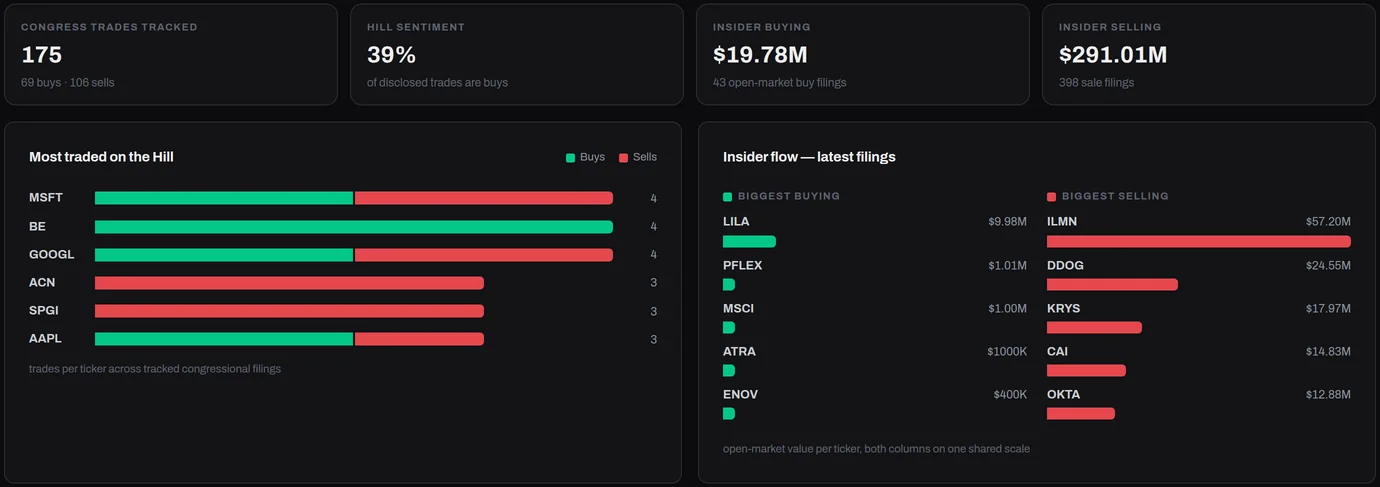 CONGRESS TRADES TRACKED
175
69 buys · 106 sells
HILL SENTIMENT
39%
of disclosed trades are buys
INSIDER BUYING
$19.78M
43 open-market buy filings
INSIDER SELLING
$291.01M
398 sale filings
Most traded on the Hill
Buys Sells
MSFT 4
BE 4
GOOGL 4
ACN 3
SPGI 3
AAPL 3
trades per ticker across tracked congressional filings
Insider flow — latest filings
BIGGEST BUYING
LILA $9.98M
PFLEX $1.01M
MSCI $1.00M
ATRA $1000K
ENOV $400K
BIGGEST SELLING
ILMN $57.20M
DDOG $24.55M
KRYS $17.97M
CAI $14.83M
OKTA $12.88M
open-market value per ticker, both columns on one shared scale